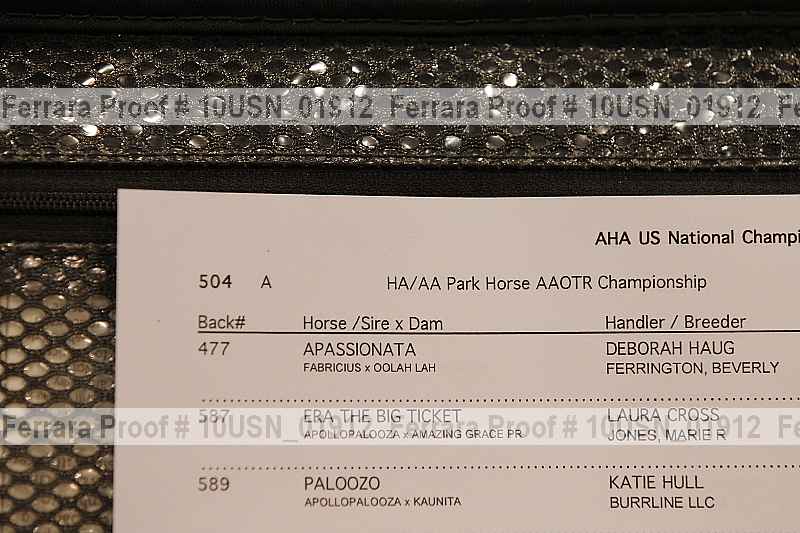 Ferrara Proof # 10USN_01912 Ferrara Proof # 10USN_01912
AHA US National
504 A HA/AA Park Horse AAOTR Championship
Back# Horse /Sire x Dam Handler / Breeder
477 APASSIONATA DEBORAH HAUG
FABRICIUS x OOLAH LAH FERRINGTON, BEVERLY
587 ERA THE BIG TICKET LAURA CROSS
Ferrara Proof # 10USN_01912 Ferrara Proof # 10USN_01912
APOLLOPALOOZA x AMAZING GRACE PR JONES, MARIE R
589 PALOOZO KATIE HULL
APOLLOPALOOZA x KAUNITA BURRLINE LLC